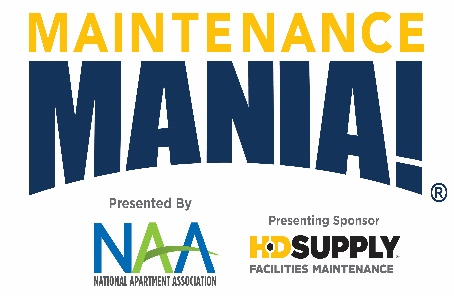 MAINTENANCE
MANIA!®
Presented By
NAA
NATIONAL APARTMENT ASSOCIATION
Presenting Sponsor
HDSUPPLY
FACILITIES MAINTENANCE